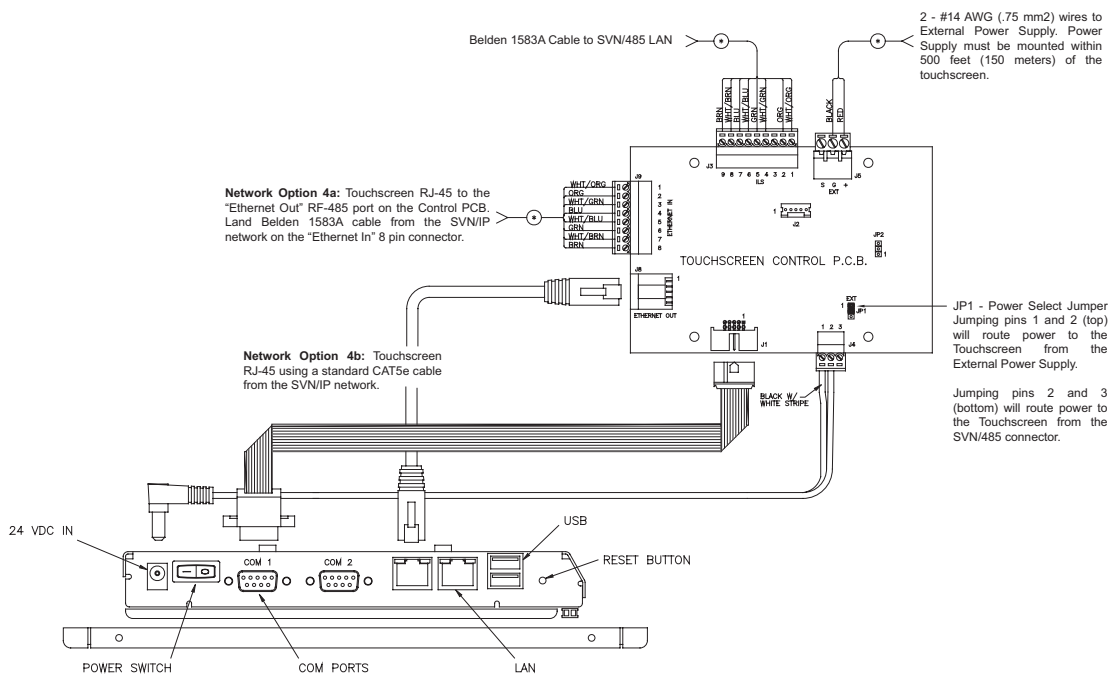 2 - #14 AWG (.75 mm2) wires to
External Power Supply. Power
Supply must be mounted within
500 feet (150 meters) of the
touchscreen.
Belden 1583A Cable to SVN/485 LAN
*
*
BRN
WHT/BRN
BLU
WHT/BLU
GRN
WHT/GRN
ORG
WHT/ORG
BLACK
RED
J3
9 8 7 6 5 4 3 2 1
ILS
J5
S G +
EXT
Network Option 4a: Touchscreen RJ-45 to the
“Ethernet Out” RF-485 port on the Control PCB.
Land Belden 1583A cable from the SVN/IP
network on the “Ethernet In” 8 pin connector.
*
WHT/ORG
ORG
WHT/GRN
BLU
WHT/BLU
GRN
WHT/BRN
BRN
J9
1
2
3
4
5
6
7
8
ETHERNET IN
1
J2
JP2
1
TOUCHSCREEN CONTROL P.C.B.
J8
1
ETHERNET OUT
EXT
1
JP1
JP1 - Power Select Jumper
Jumping pins 1 and 2 (top)
will route power to the
Touchscreen from the
External Power Supply.
Jumping pins 2 and 3
(bottom) will route power to
the Touchscreen from the
SVN/485 connector.
1
J1
1 2 3
J4
Network Option 4b: Touchscreen
RJ-45 using a standard CAT5e cable
from the SVN/IP network.
BLACK W/
WHITE STRIPE
24 VDC IN
USB
RESET BUTTON
COM 1
COM 2
POWER SWITCH
COM PORTS
LAN